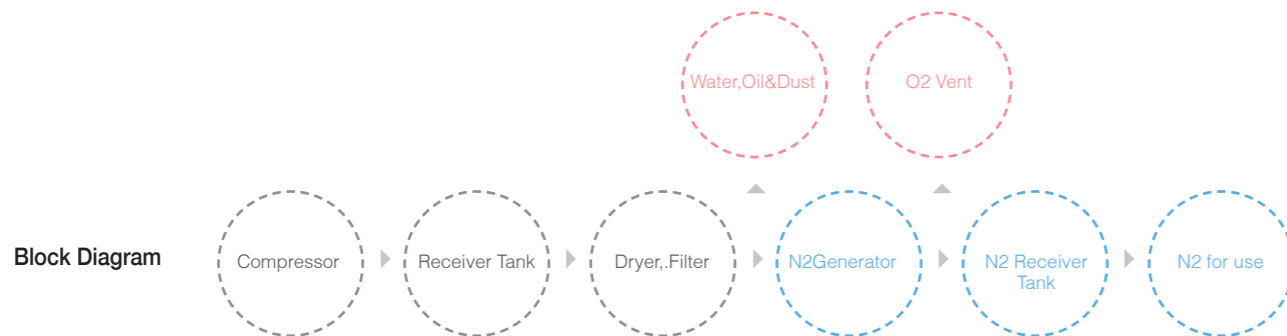 Water,Oil&Dust
O2 Vent
Block Diagram
Compressor
Receiver Tank
Dryer,.Filter
N2Generator
N2 Receiver
Tank
N2 for use